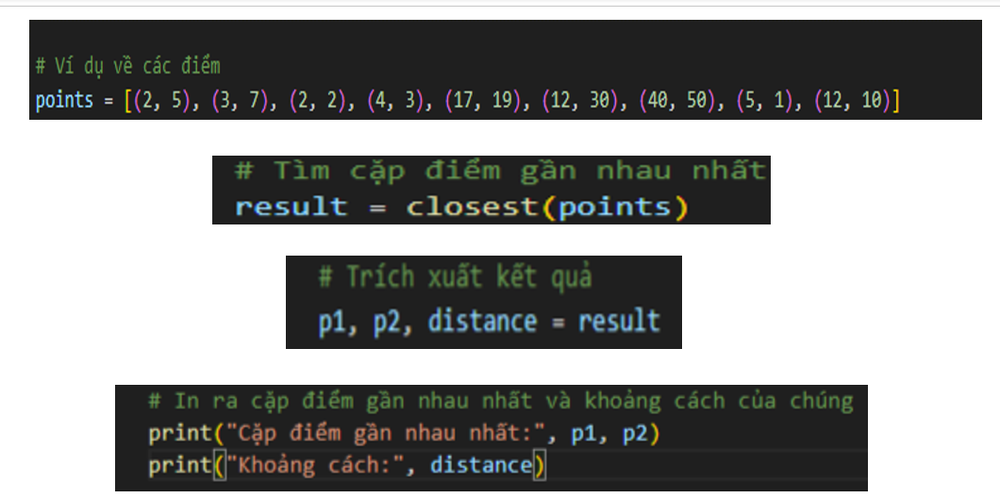 # Ví dụ về các điểm
points = [(2, 5), (3, 7), (2, 2), (4, 3), (17, 19), (12, 30), (40, 50), (5, 1), (12, 10)]
# Tìm cặp điểm gần nhau nhất
result = closest(points)
# Trích xuất kết quả
p1, p2, distance = result
# In ra cặp điểm gần nhau nhất và khoảng cách của chúng
print("Cặp điểm gần nhau nhất:", p1, p2)
print("Khoảng cách:", distance)